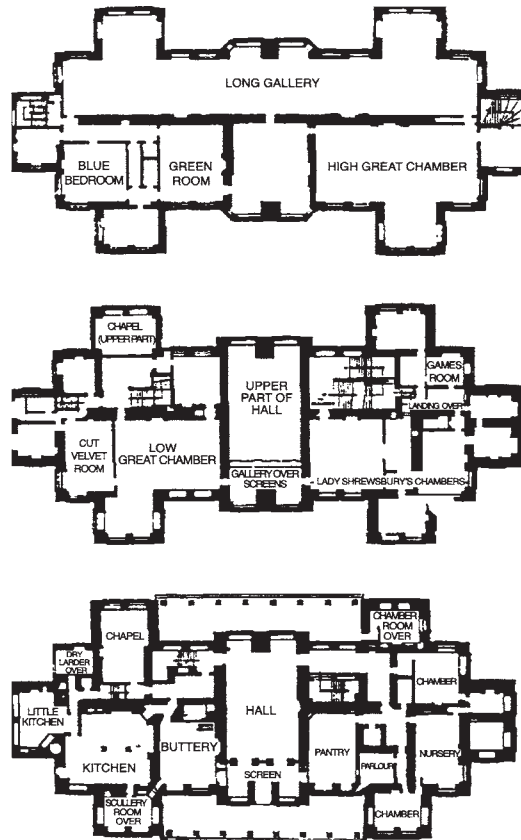 LONG GALLERY
BLUE
BEDROOM
GREEN
ROOM
HIGH GREAT CHAMBER
CHAPEL
(UPPER PART)
GAMES
ROOM
UPPER
PART OF
HALL
LANDING OVER
CUT
VELVET
ROOM
LOW
GREAT CHAMBER
GALLERY OVER
SCREENS
LADY SHREWSBURY'S CHAMBERS
CHAMBER
ROOM
OVER
CHAPEL
DRY
LARDER
OVER
CHAMBER
LITTLE
KITCHEN
HALL
BUTTERY
PANTRY
NURSERY
KITCHEN
SCREEN
PARLOUR
SCULLERY
ROOM OVER
CHAMBER